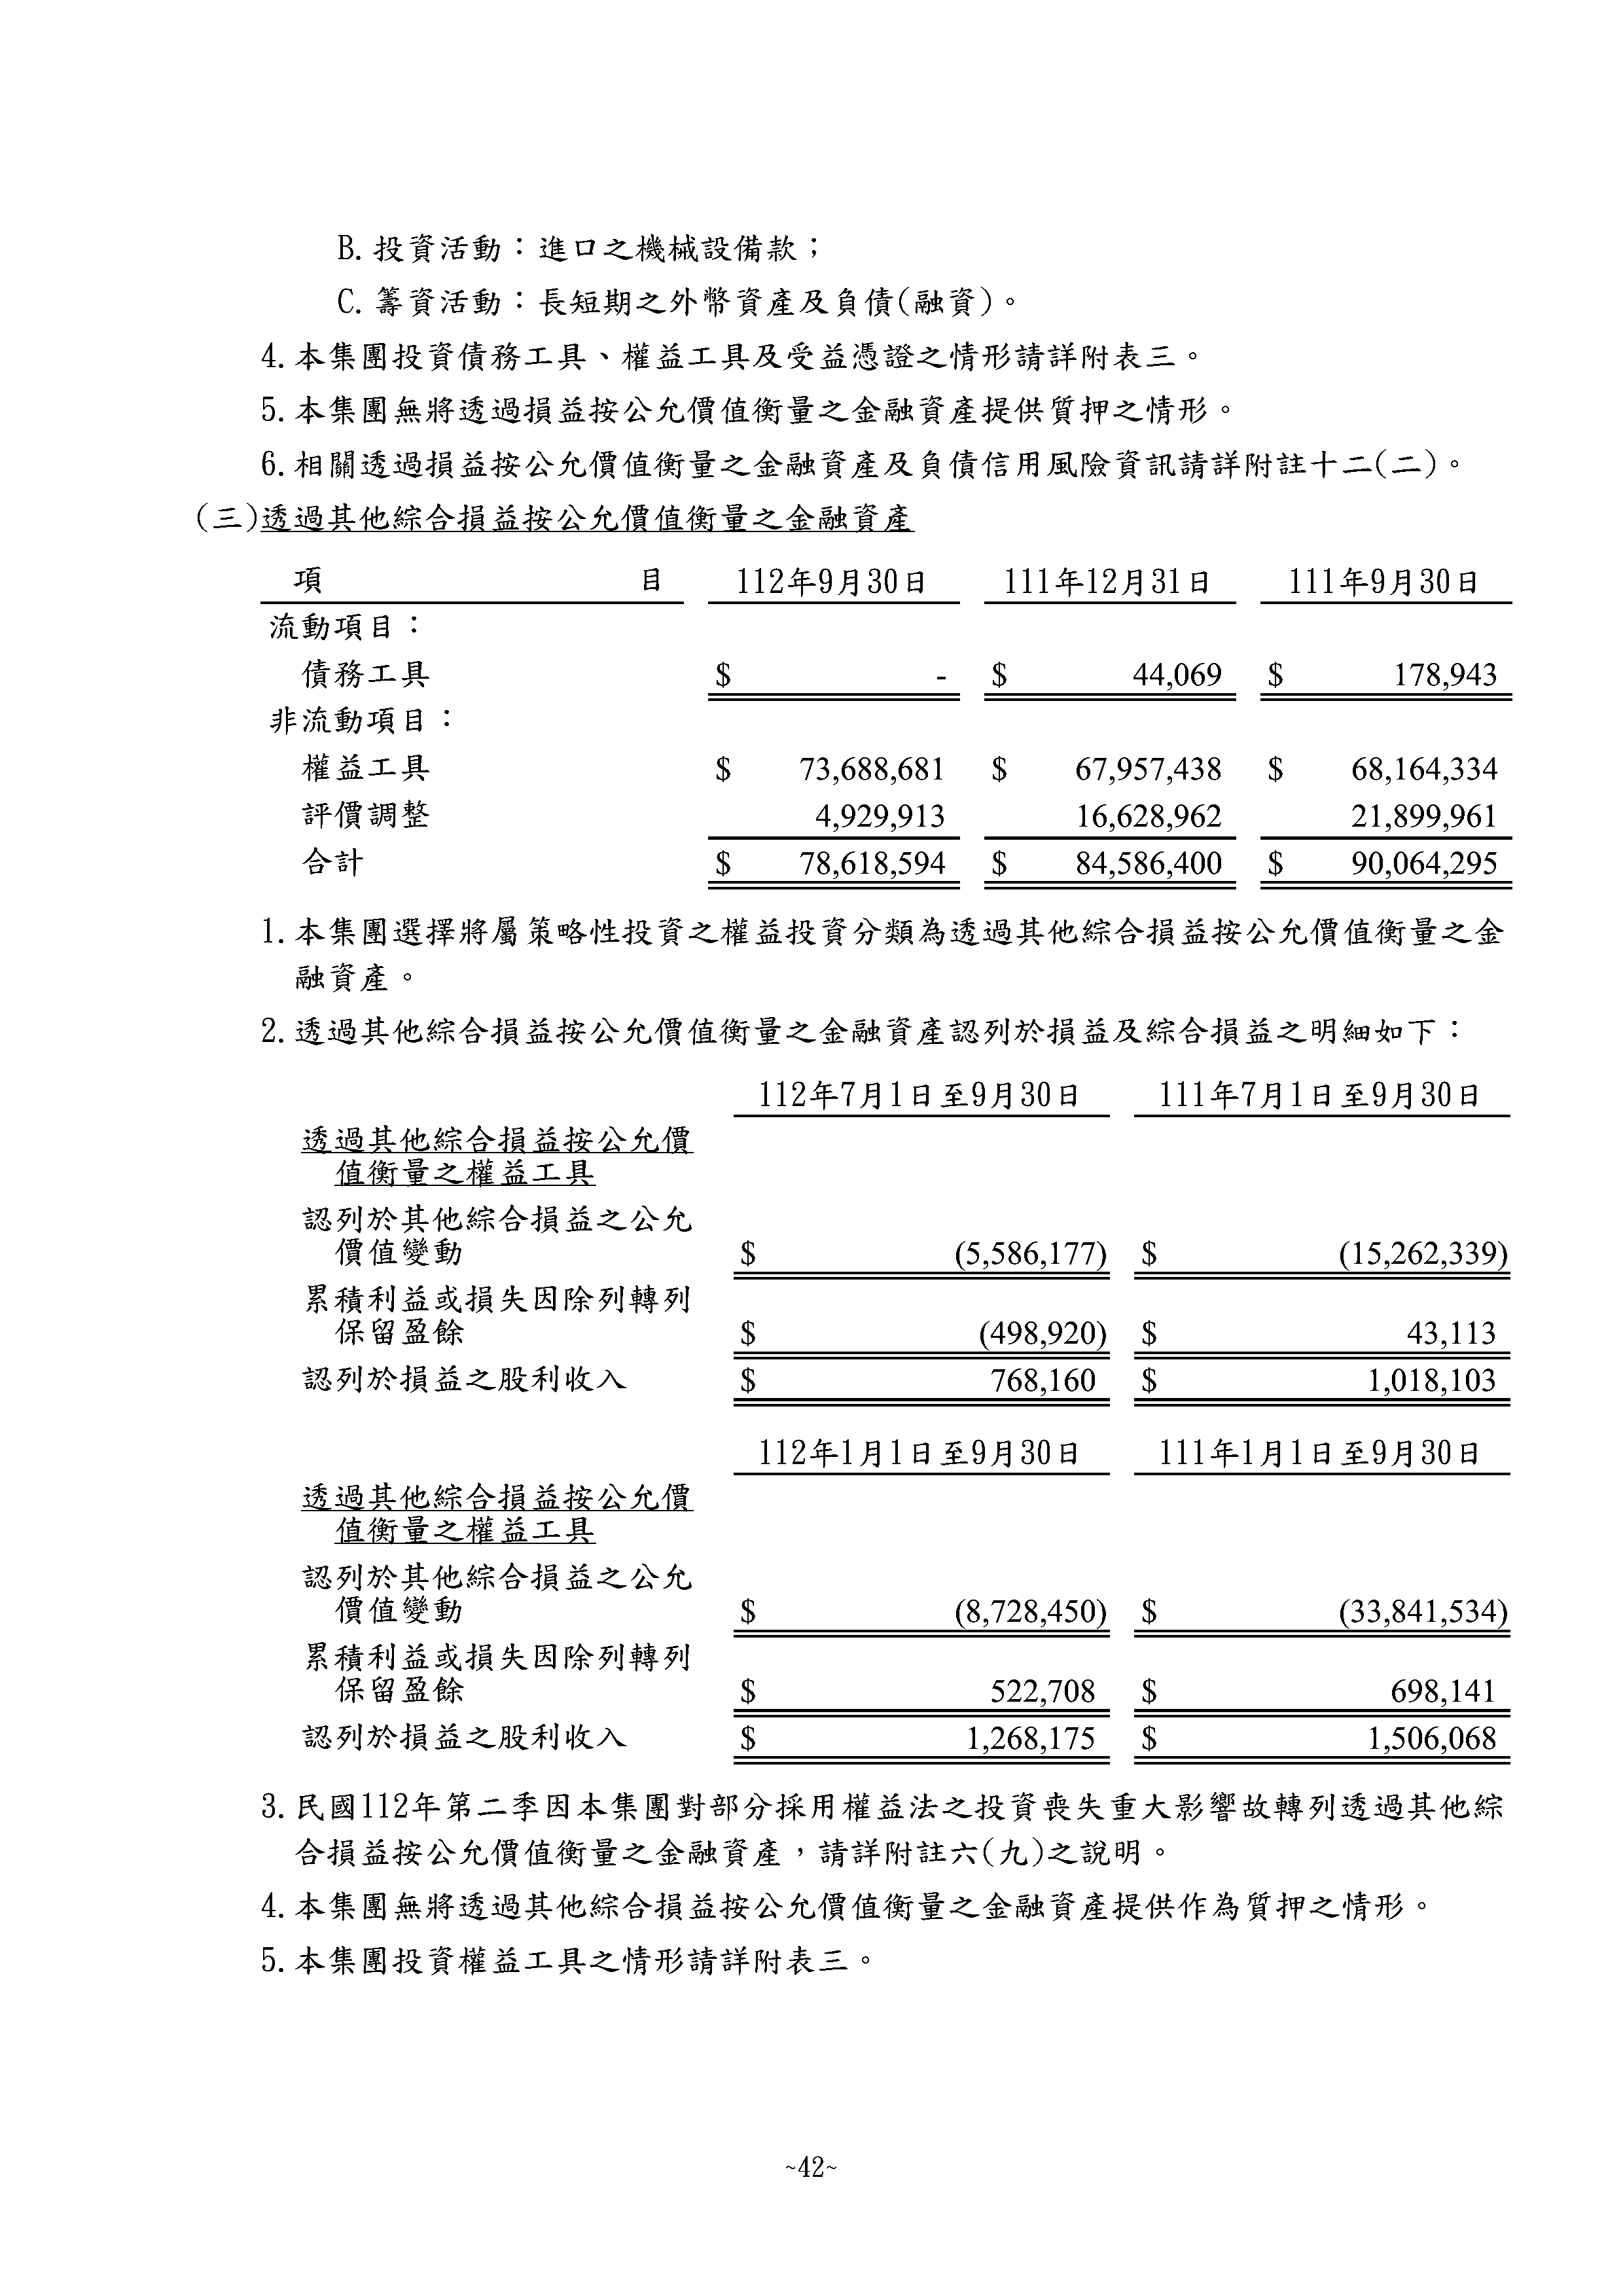 B. 投資活動：進口之機械設備款；
C. 籌資活動：長短期之外幣資產及負債(融資)。
4. 本集團投資債務工具、權益工具及受益憑證之情形請詳附表三。
5. 本集團無將透過損益按公允價值衡量之金融資產提供質押之情形。
6. 相關透過損益按公允價值衡量之金融資產及負債信用風險資訊請詳附註十二(二)。
(三)透過其他綜合損益按公允價值衡量之金融資產
項 目 112年9月30日 111年12月31日 111年9月30日
流動項目：
債務工具 $ - $ 44,069 $ 178,943
非流動項目：
權益工具 $ 73,688,681 $ 67,957,438 $ 68,164,334
評價調整 4,929,913 16,628,962 21,899,961
合計 $ 78,618,594 $ 84,586,400 $ 90,064,295
1. 本集團選擇將屬策略性投資之權益投資分類為透過其他綜合損益按公允價值衡量之金
融資產。
2. 透過其他綜合損益按公允價值衡量之金融資產認列於損益及綜合損益之明細如下：
112年7月1日至9月30日 111年7月1日至9月30日
透過其他綜合損益按公允價
值衡量之權益工具
認列於其他綜合損益之公允
價值變動 $ (5,586,177) $ (15,262,339)
累積利益或損失因除列轉列
保留盈餘 $ (498,920) $ 43,113
認列於損益之股利收入 $ 768,160 $ 1,018,103
112年1月1日至9月30日 111年1月1日至9月30日
透過其他綜合損益按公允價
值衡量之權益工具
認列於其他綜合損益之公允
價值變動 $ (8,728,450) $ (33,841,534)
累積利益或損失因除列轉列
保留盈餘 $ 522,708 $ 698,141
認列於損益之股利收入 $ 1,268,175 $ 1,506,068
3. 民國112年第二季因本集團對部分採用權益法之投資喪失重大影響故轉列透過其他綜
合損益按公允價值衡量之金融資產，請詳附註六(九)之說明。
4. 本集團無將透過其他綜合損益按公允價值衡量之金融資產提供作為質押之情形。
5. 本集團投資權益工具之情形請詳附表三。
~42~